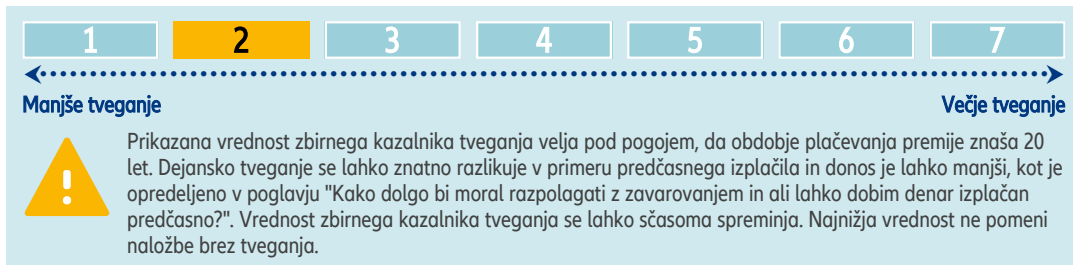 1 2 3 4 5 6 7
Manjše tveganje Večje tveganje
Prikazana vrednost zbirnega kazalnika tveganja velja pod pogojem, da obdobje plačevanja premije znaša 20
let. Dejansko tveganje se lahko znatno razlikuje v primeru predčasnega izplačila in donos je lahko manjši, kot je
opredeljeno v poglavju "Kako dolgo bi moral razpolagati z zavarovanjem in ali lahko dobim denar izplačan
predčasno?". Vrednost zbirnega kazalnika tveganja se lahko sčasoma spreminja. Najnižja vrednost ne pomeni
naložbe brez tveganja.